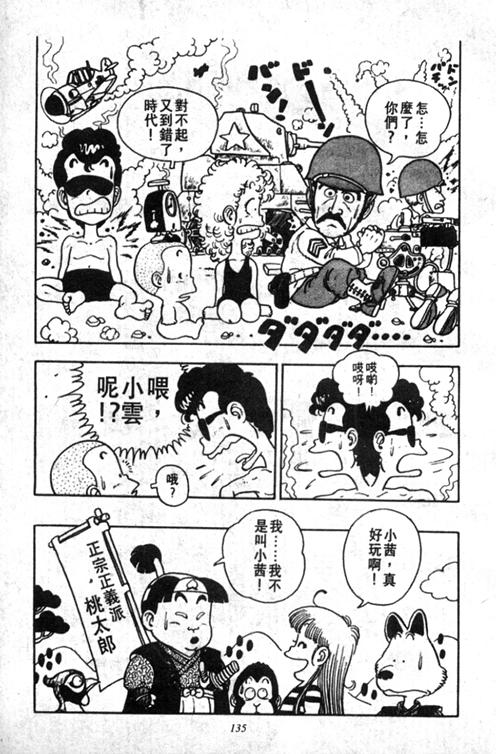 怎…怎
麼了，
你們？
對不起，
又到錯了
時代！
バン！
ドン！
ダダダダ……
哎喲！
哎呀！
喂，
小雲
呢!?
哦？
小茜，真
好玩啊！
我……我不
是叫小茜！
正宗正義派
桃太郎
135